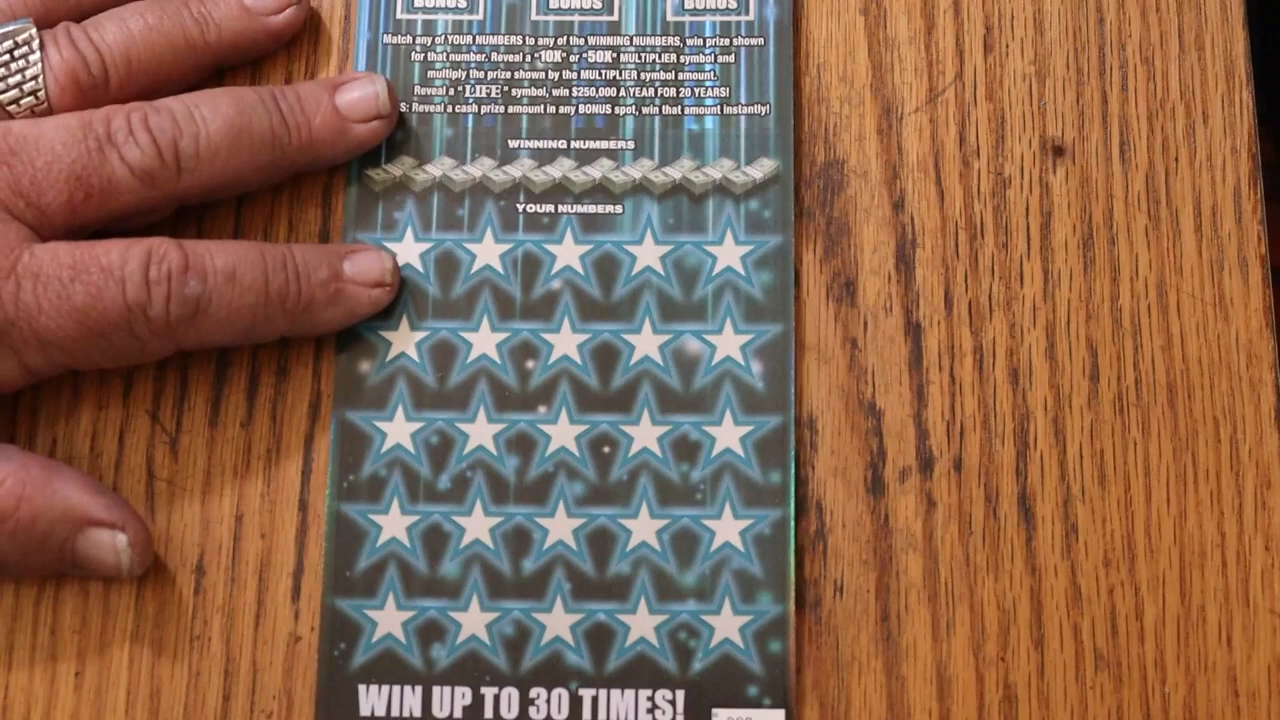 BONUS BONUS BONUS
Match any of YOUR NUMBERS to any of the WINNING NUMBERS, win prize shown
for that number. Reveal a "10X" or "50X" MULTIPLIER symbol and
multiply the prize shown by the MULTIPLIER symbol amount.
Reveal a "LIFE" symbol, win $250,000 A YEAR FOR 20 YEARS!
S: Reveal a cash prize amount in any BONUS spot, win that amount instantly!
WINNING NUMBERS
YOUR NUMBERS
WIN UP TO 30 TIMES!